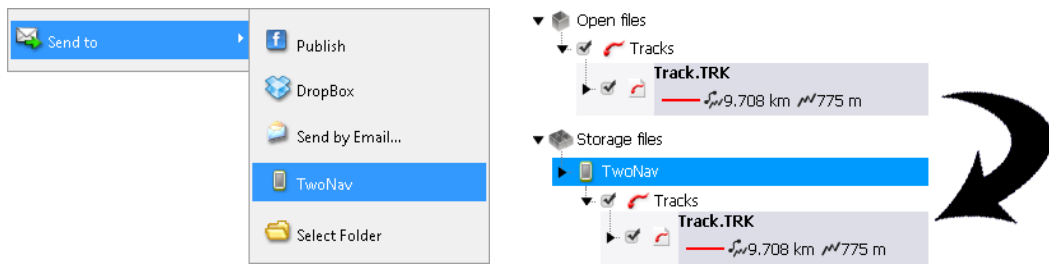 Send to
Publish
DropBox
Send by Email...
TwoNav
Select Folder
Open files
Tracks
Track.TRK
9.708 km 775 m
Storage files
TwoNav
Tracks
Track.TRK
9.708 km 775 m